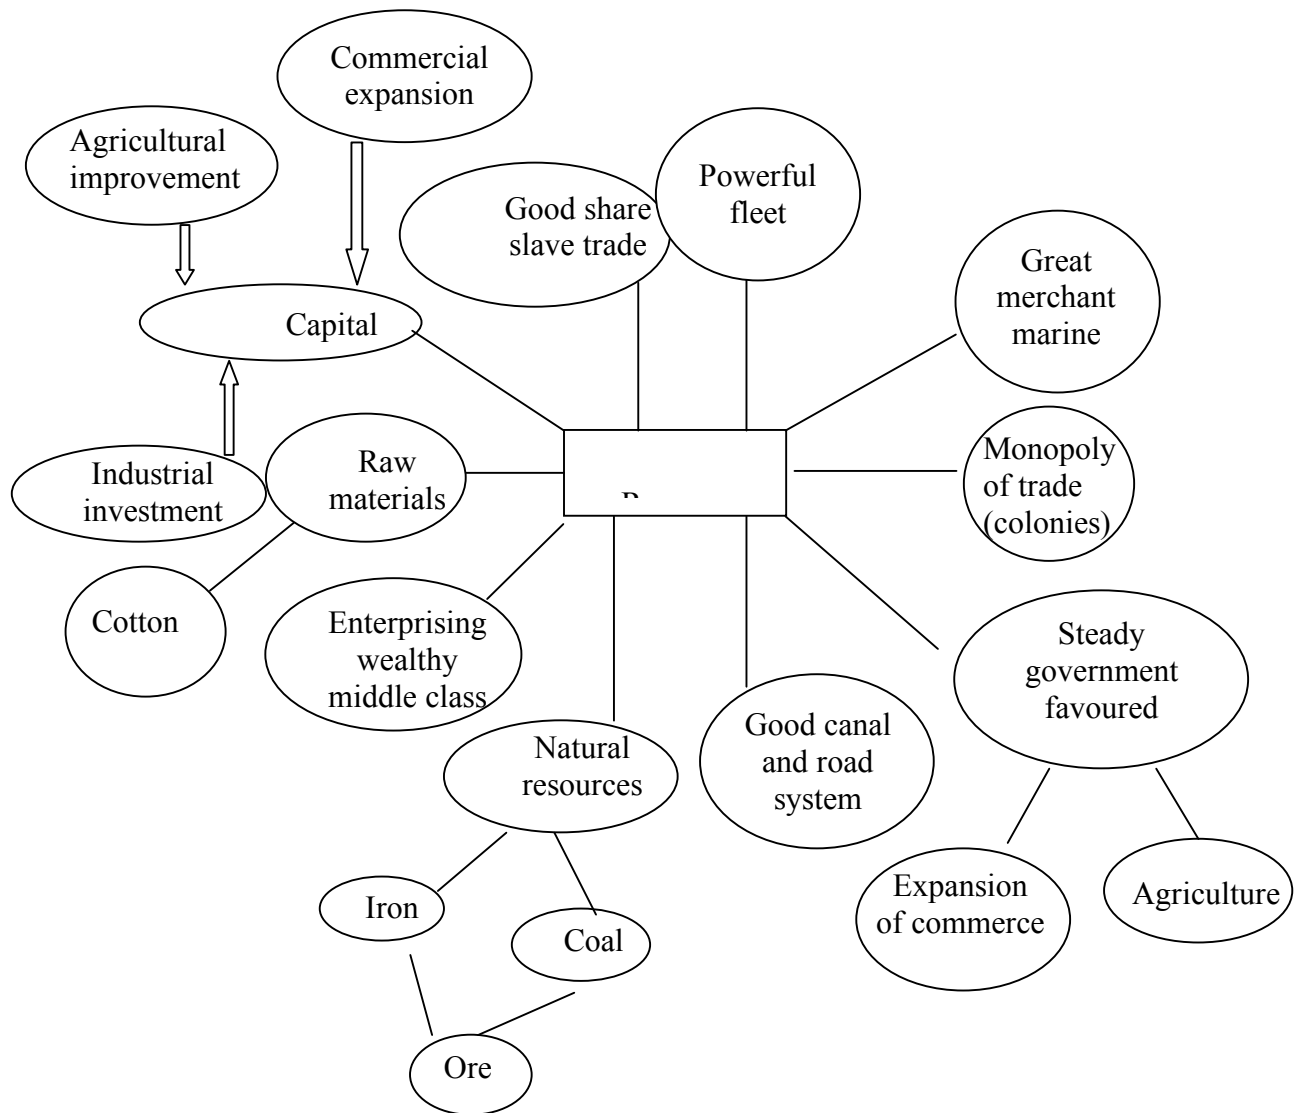 Commercial
expansion
Agricultural
improvement
Good share
slave trade
Powerful
fleet
Great
merchant
marine
Capital
Industrial
investment
Raw
materials
Monopoly
of trade
(colonies)
Cotton
Enterprising
wealthy
middle class
Steady
government
favoured
Natural
resources
Good canal
and road
system
Iron
Coal
Expansion
of commerce
Agriculture
Ore